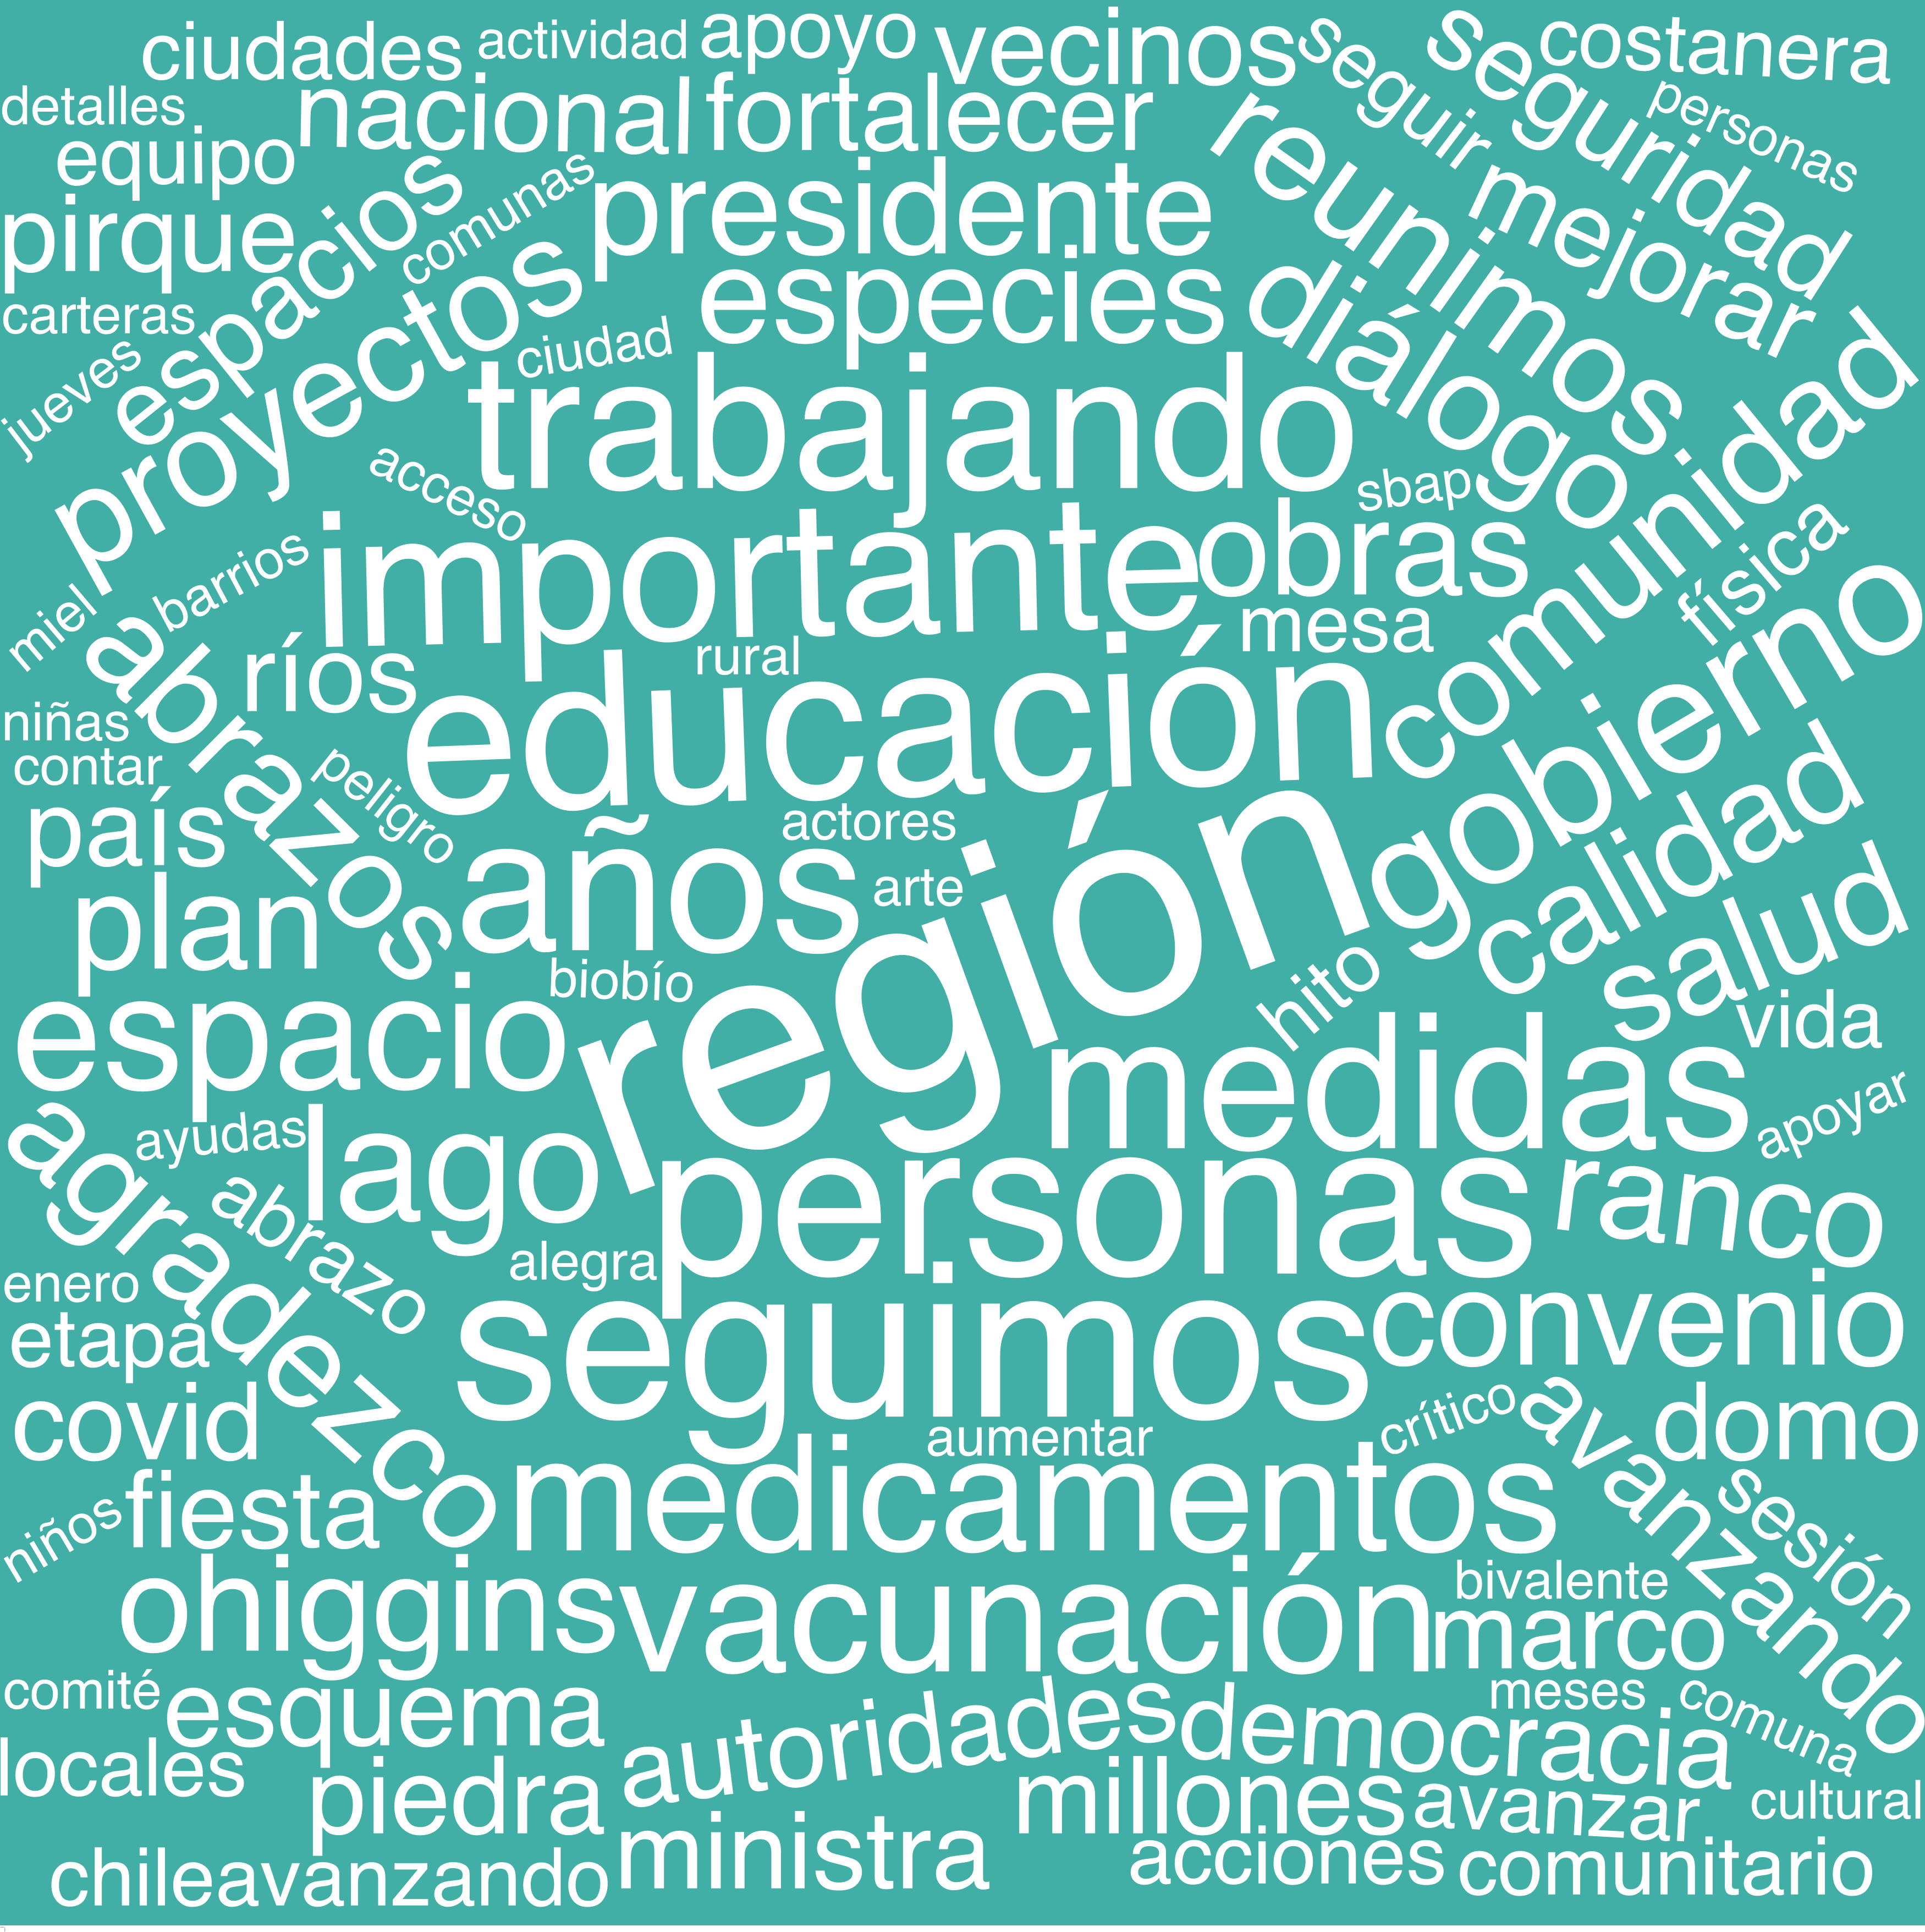 ciudades
actividad
apoyo
vecinos
seguir
seguridad
costanera
detalles
nacional
fortalecer
personas
equipo
reunimos
mejorar
pirque
espacios
comunas
presidente
carteras
proyectos
especies
diálogos
jueves
ciudad
trabajando
comunidad
acceso
sbap
barrios
importante
obras
física
miel
abrazos
ríos
rural
mesa
gobierno
niñas
educación
contar
peligro
país
actores
calidad
plan
años
arte
región
hito
salud
biobío
espacio
medidas
vida
agradezco
ayudas
lago
personas
apoyar
ranco
abrazo
alegra
enero
etapa
seguimos
convenio
covid
aumentar
crítico
avanzando
domo
niños
fiesta
medicamentos
sesión
ohiggins
vacunación
bivalente
marco
comité
esquema
autoridades
democracia
meses
comuna
locales
piedra
millones
avanzar
cultural
chileavanzando
ministra
acciones
comunitario